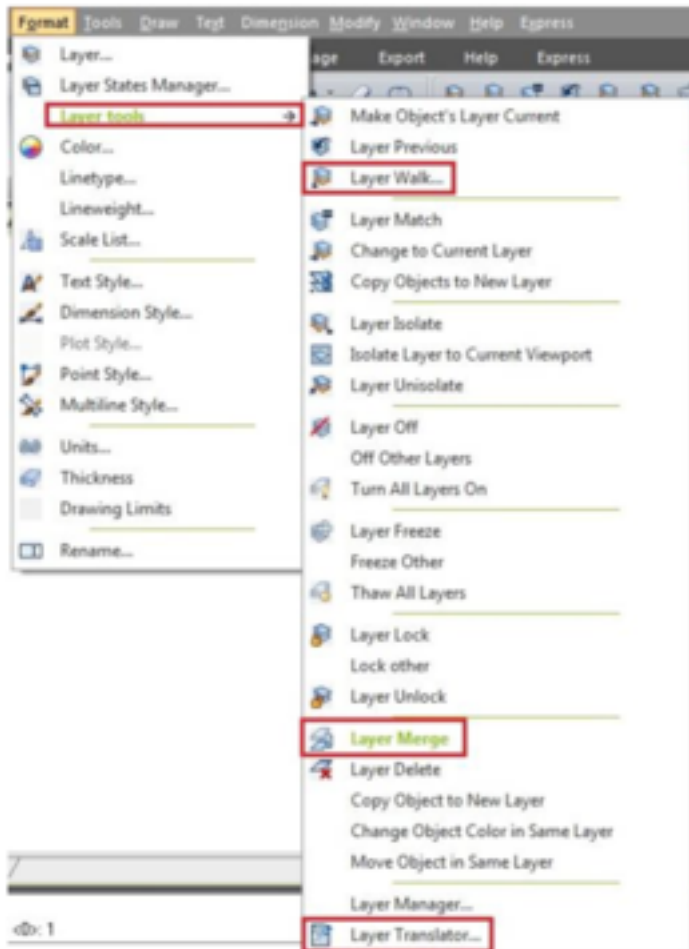 Format Tools Draw Text Dimension Modify Window Help Express
age Export Help Express
Layer...
Layer States Manager...
Layer tools
Color...
Linetype...
Lineweight...
Scale List...
Text Style...
Dimension Style...
Plot Style...
Point Style...
Multiline Style...
Units...
Thickness
Drawing Limits
Rename...
Make Object's Layer Current
Layer Previous
Layer Walk...
Layer Match
Change to Current Layer
Copy Objects to New Layer
Layer Isolate
Isolate Layer to Current Viewport
Layer Unisolate
Layer Off
Off Other Layers
Turn All Layers On
Layer Freeze
Freeze Other
Thaw All Layers
Layer Lock
Lock other
Layer Unlock
Layer Merge
Layer Delete
Copy Object to New Layer
Change Object Color in Same Layer
Move Object in Same Layer
Layer Manager...
Layer Translator...
<0>: 1